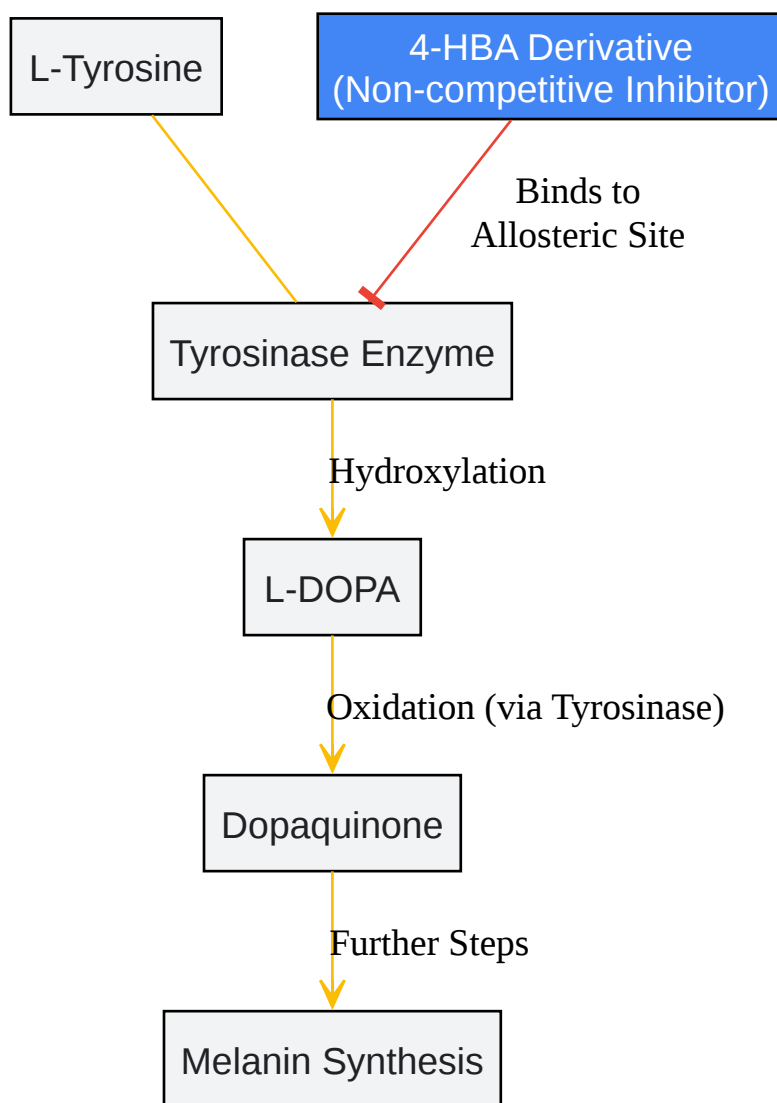 L-Tyrosine
4-HBA Derivative
(Non-competitive Inhibitor)
Binds to
Allosteric Site
Tyrosinase Enzyme
Hydroxylation
L-DOPA
Oxidation (via Tyrosinase)
Dopaquinone
Further Steps
Melanin Synthesis